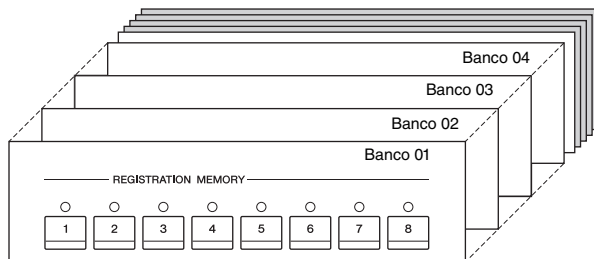 Banco 04
Banco 03
Banco 02
Banco 01
REGISTRATION MEMORY
1 2 3 4 5 6 7 8